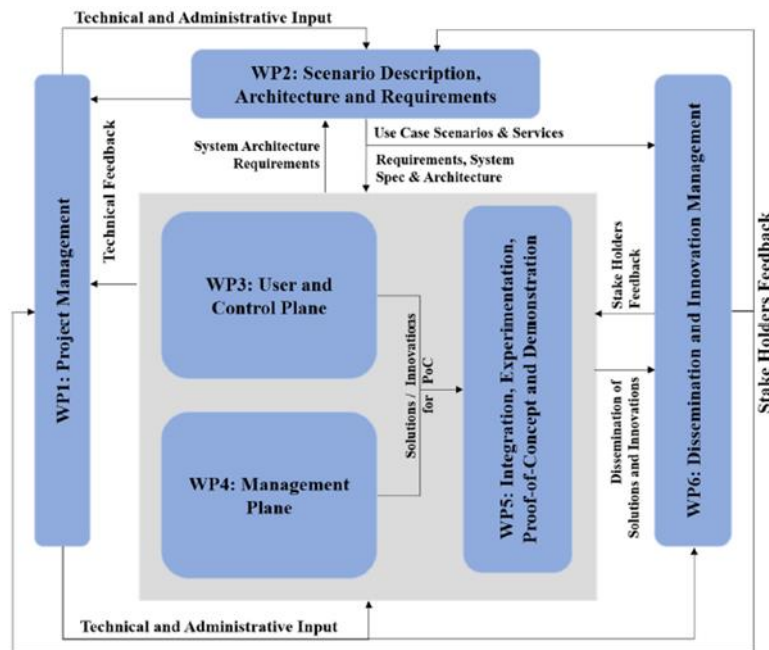 Technical and Administrative Input
WP2: Scenario Description,
Architecture and Requirements
System Architecture
Requirements
Use Case Scenarios & Services
Requirements, System
Spec & Architecture
WP1: Project Management
Technical Feedback
WP3: User and
Control Plane
WP4: Management
Plane
Solutions / Innovations
for PoC
WP5: Integration, Experimentation,
Proof-of-Concept and Demonstration
Stake Holders
Feedback
Dissemination of
Solutions and Innovations
WP6: Dissemination and Innovation Management
Stake Holders Feedback
Technical and Administrative Input